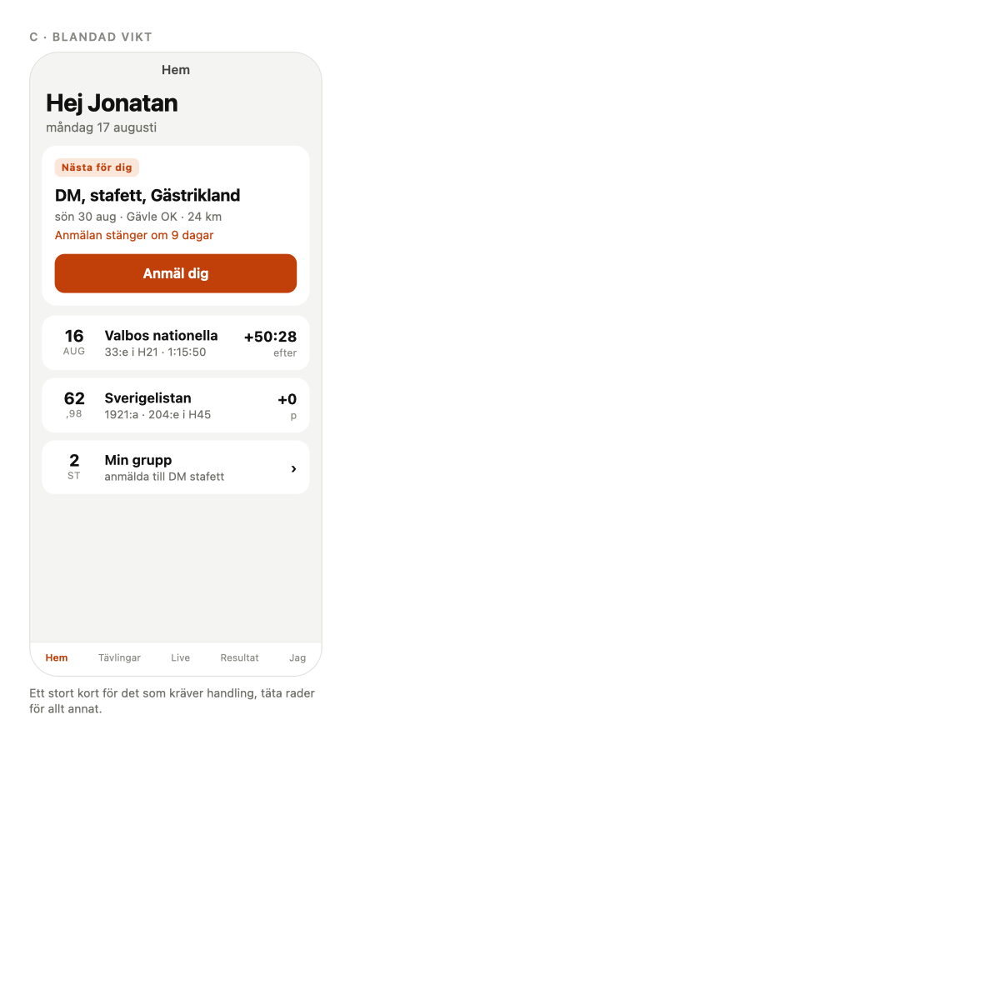 C · BLANDAD VIKT
Hem
Hej Jonatan
måndag 17 augusti
Nästa för dig
DM, stafett, Gästrikland
sön 30 aug · Gävle OK · 24 km
Anmälan stänger om 9 dagar
Anmäl dig
16 Valbos nationella +50:28
AUG 33:e i H21 · 1:15:50 efter
62 Sverigelistan +0
,98 1921:a · 204:e i H45 p
2 Min grupp ›
ST anmälda till DM stafett
Hem Tävlingar Live Resultat Jag
Ett stort kort för det som kräver handling, täta rader
för allt annat.